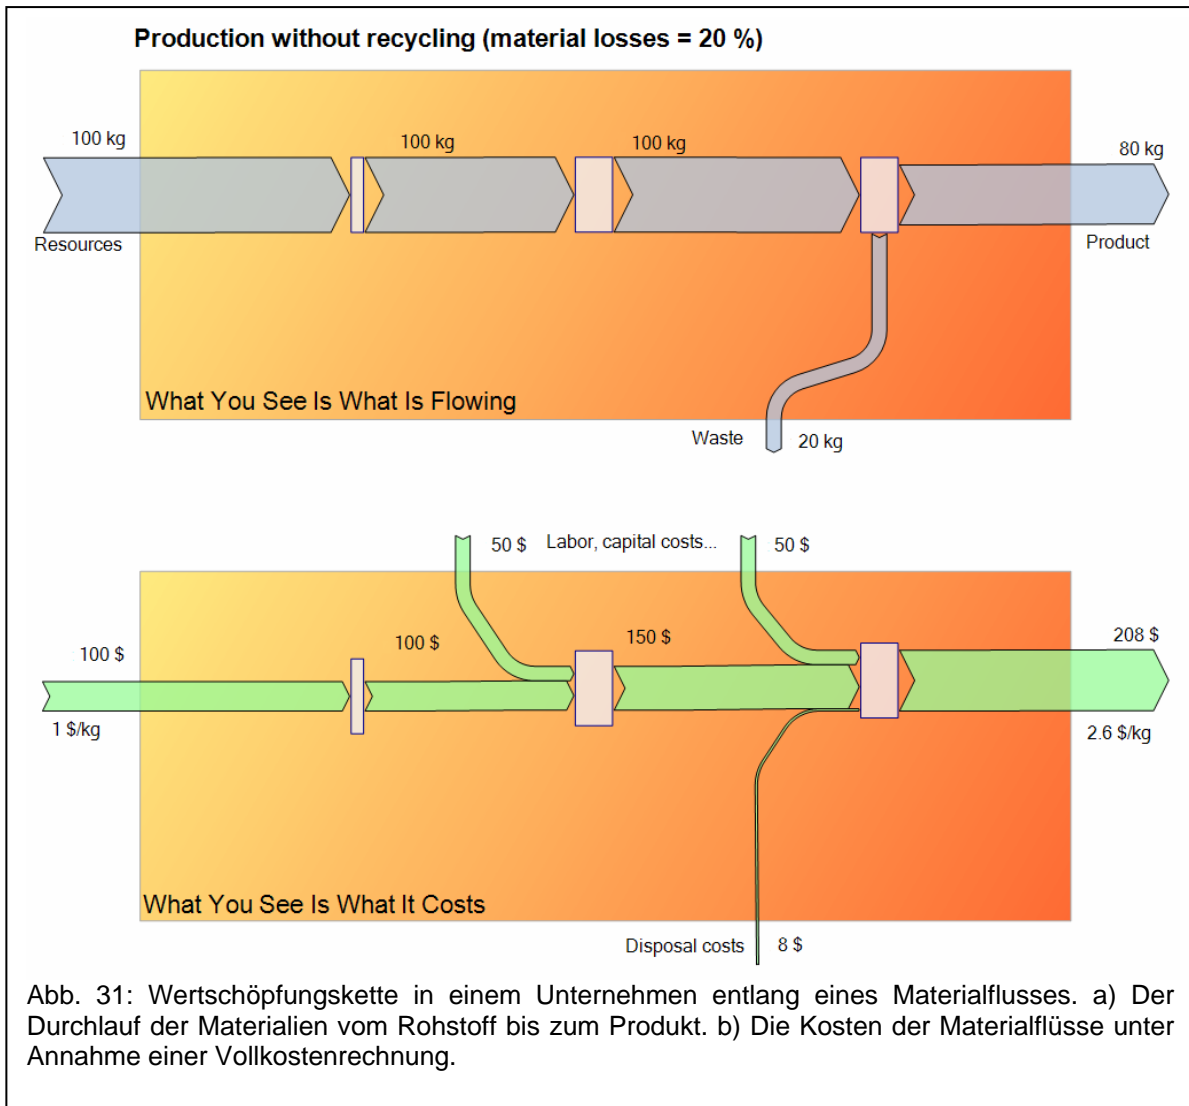 Production without recycling (material losses = 20 %)
100 kg
100 kg
100 kg
80 kg
Resources
Product
What You See Is What Is Flowing
Waste
20 kg
50 $
Labor, capital costs...
50 $
100 $
100 $
150 $
208 $
1 $/kg
2.6 $/kg
What You See Is What It Costs
Disposal costs
8 $
Abb. 31: Wertschöpfungskette in einem Unternehmen entlang eines Materialflusses. a) Der
Durchlauf der Materialien vom Rohstoff bis zum Produkt. b) Die Kosten der Materialflüsse unter
Annahme einer Vollkostenrechnung.